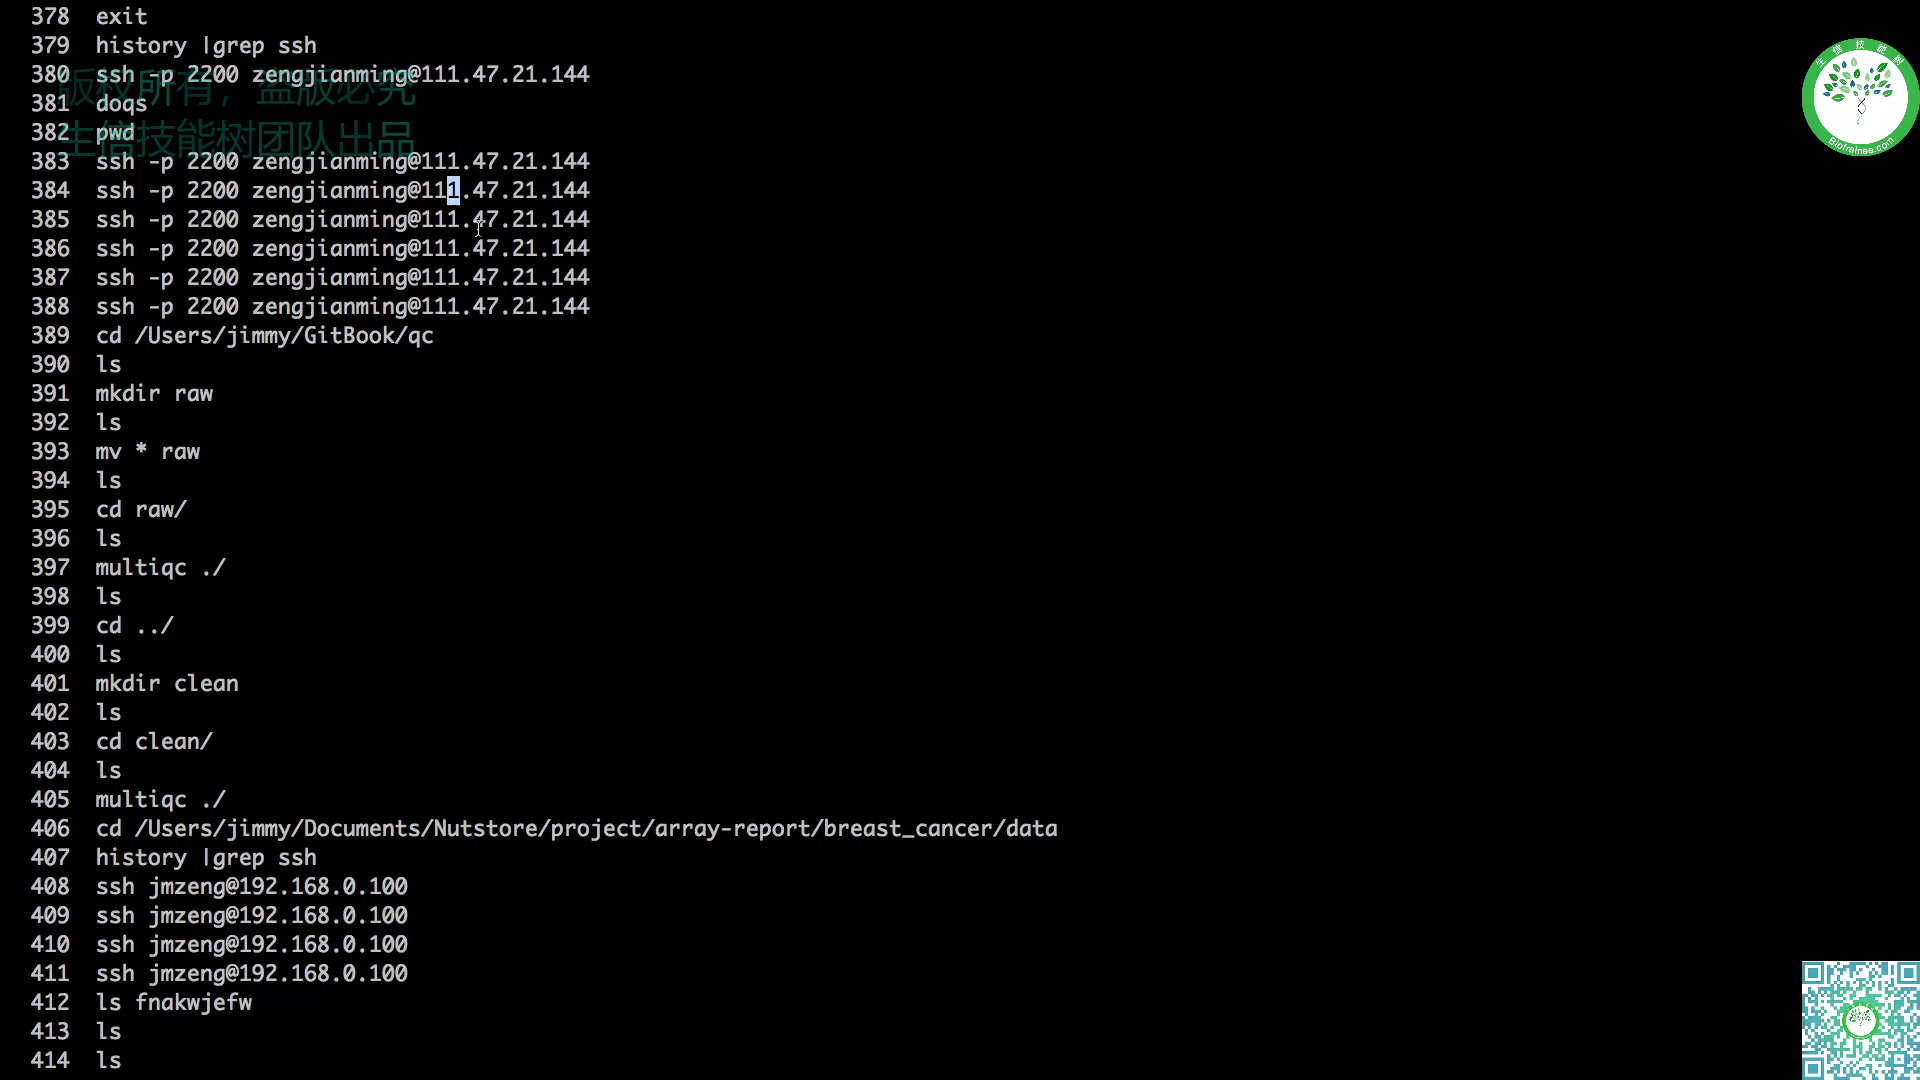 378 exit
379 history |grep ssh
380 ssh -p 2200 zengjianming@111.47.21.144
版权所有，盗版必究
381 doqs
382 pwd
生信技能树团队出品
383 ssh -p 2200 zengjianming@111.47.21.144
384 ssh -p 2200 zengjianming@111.47.21.144
385 ssh -p 2200 zengjianming@111.47.21.144
386 ssh -p 2200 zengjianming@111.47.21.144
387 ssh -p 2200 zengjianming@111.47.21.144
388 ssh -p 2200 zengjianming@111.47.21.144
389 cd /Users/jimmy/GitBook/qc
390 ls
391 mkdir raw
392 ls
393 mv * raw
394 ls
395 cd raw/
396 ls
397 multiqc ./
398 ls
399 cd ../
400 ls
401 mkdir clean
402 ls
403 cd clean/
404 ls
405 multiqc ./
406 cd /Users/jimmy/Documents/Nutstore/project/array-report/breast_cancer/data
407 history |grep ssh
408 ssh jmzeng@192.168.0.100
409 ssh jmzeng@192.168.0.100
410 ssh jmzeng@192.168.0.100
411 ssh jmzeng@192.168.0.100
412 ls fnakwjefw
413 ls
414 ls
生信技能树
Biotrainee.com